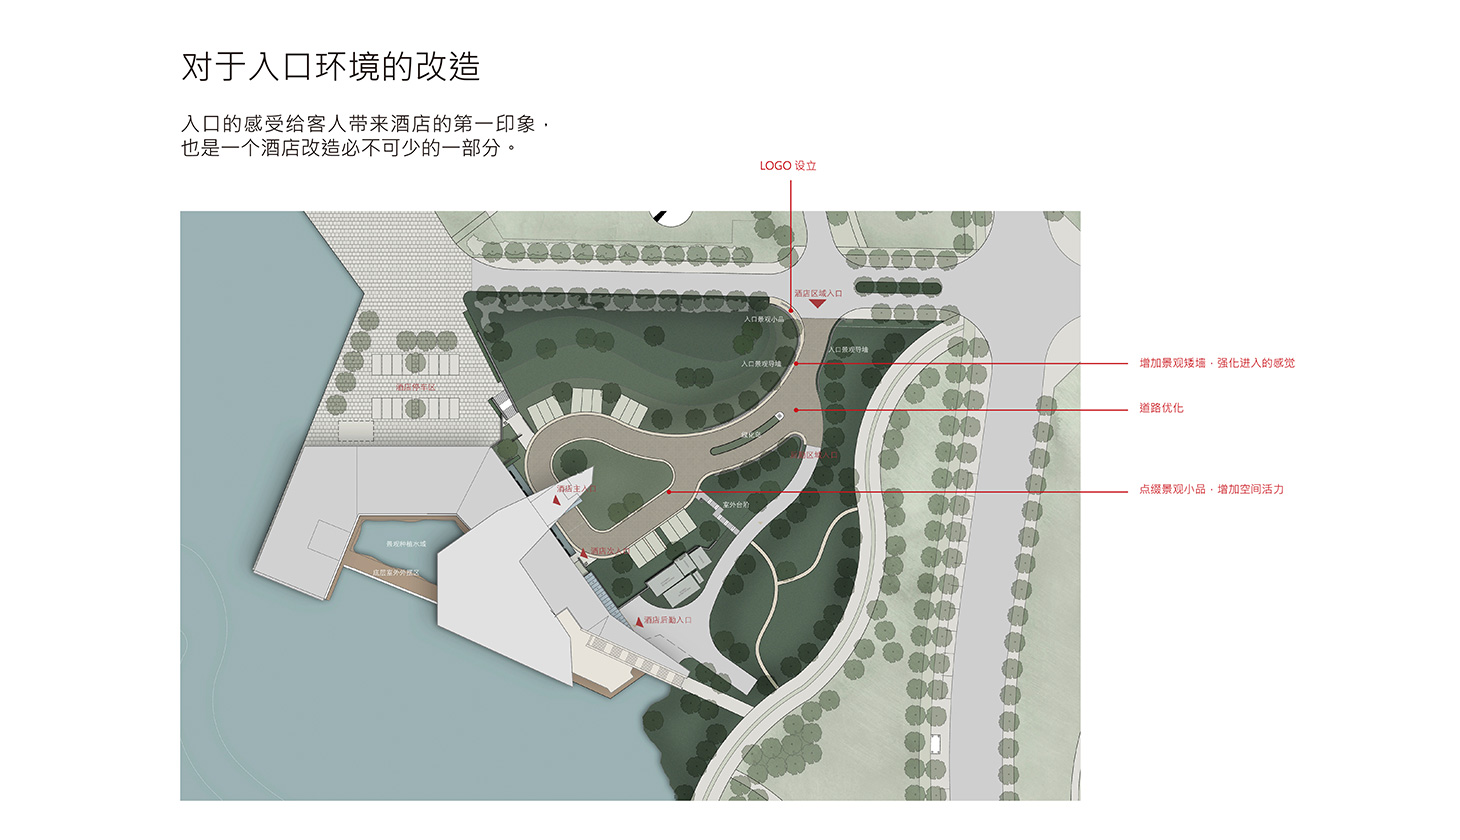 对于入口环境的改造
入口的感受给客人带来酒店的第一印象，
也是一个酒店改造必不可少的一部分。
LOGO 设立
酒店区域入口
入口景观小品
入口景观导墙
入口景观导墙
增加景观矮墙，强化进入的感觉
酒店停车区
道路优化
绿化岛
酒店主入口
点缀景观小品，增加空间活力
室外台阶
景观种植水域
酒店次入口
底层室外外摆区
酒店后勤入口